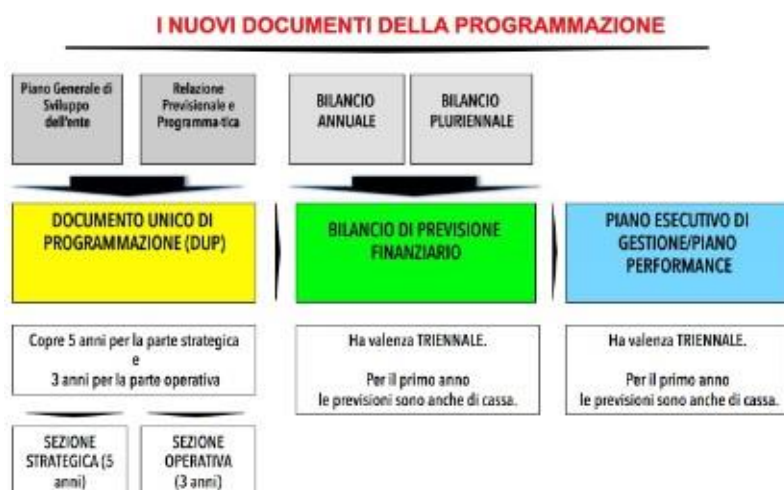 I NUOVI DOCUMENTI DELLA PROGRAMMAZIONE
Piano Generale di
Sviluppo
dell'ente
Relazione
Previsionale e
Programma-tica
BILANCIO
ANNUALE
BILANCIO
PLURIENNALE
DOCUMENTO UNICO DI
PROGRAMMAZIONE (DUP)
BILANCIO DI PREVISIONE
FINANZIARIO
PIANO ESECUTIVO DI
GESTIONE/PIANO
PERFORMANCE
Copre 5 anni per la parte strategica
e
3 anni per la parte operativa
Ha valenza TRIENNALE.
Per il primo anno
le previsioni sono anche di cassa.
Ha valenza TRIENNALE.
Per il primo anno
le previsioni sono anche di cassa.
SEZIONE
STRATEGICA (5
anni)
SEZIONE
OPERATIVA
(3 anni)